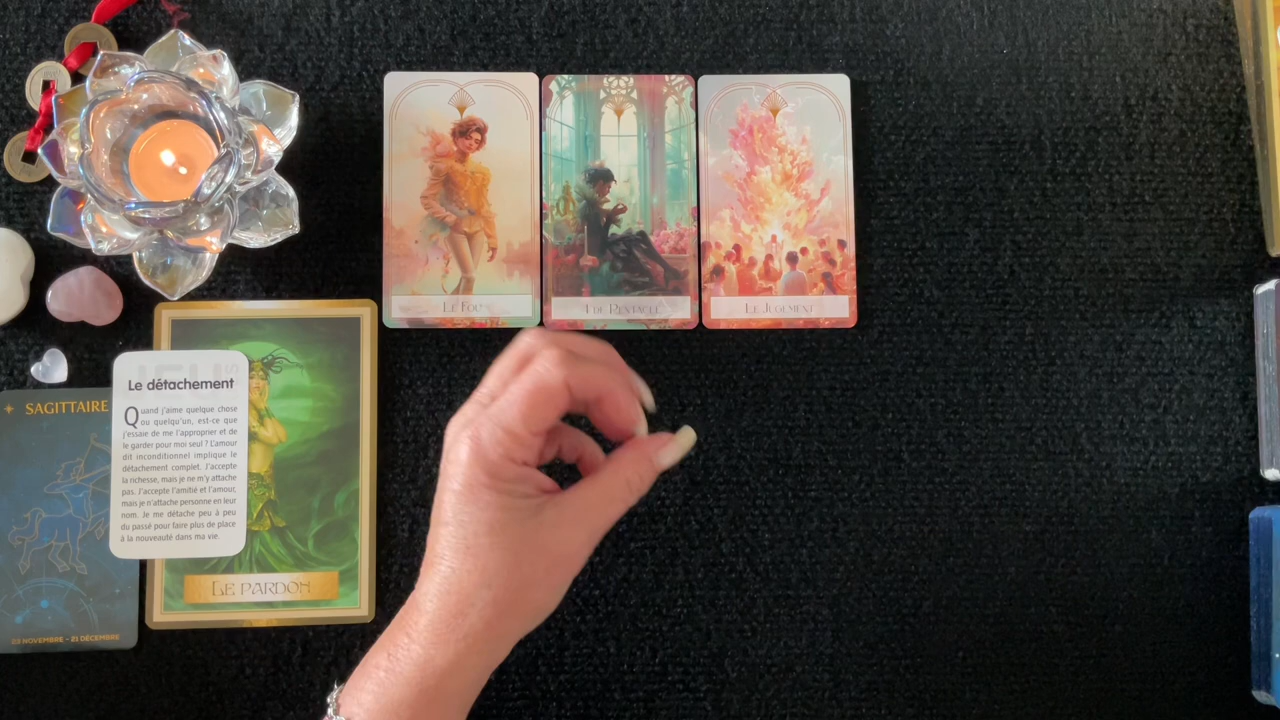 Le Fou
4 de Pentacle
Le Jugement
Le détachement
Quand j'aime quelque chose
ou quelqu'un, est-ce que
j'essaie de me l'approprier et de
le garder pour moi seul ? L'amour
dit inconditionnel implique le
détachement complet. J'accepte
la richesse, mais je ne m'y attache
pas. J'accepte l'amitié et l'amour,
mais je n'attache personne en leur
nom. Je me détache peu à peu
du passé pour faire plus de place
à la nouveauté dans ma vie.
SAGITTAIRE
23 NOVEMBRE - 21 DÉCEMBRE
LE PARDON